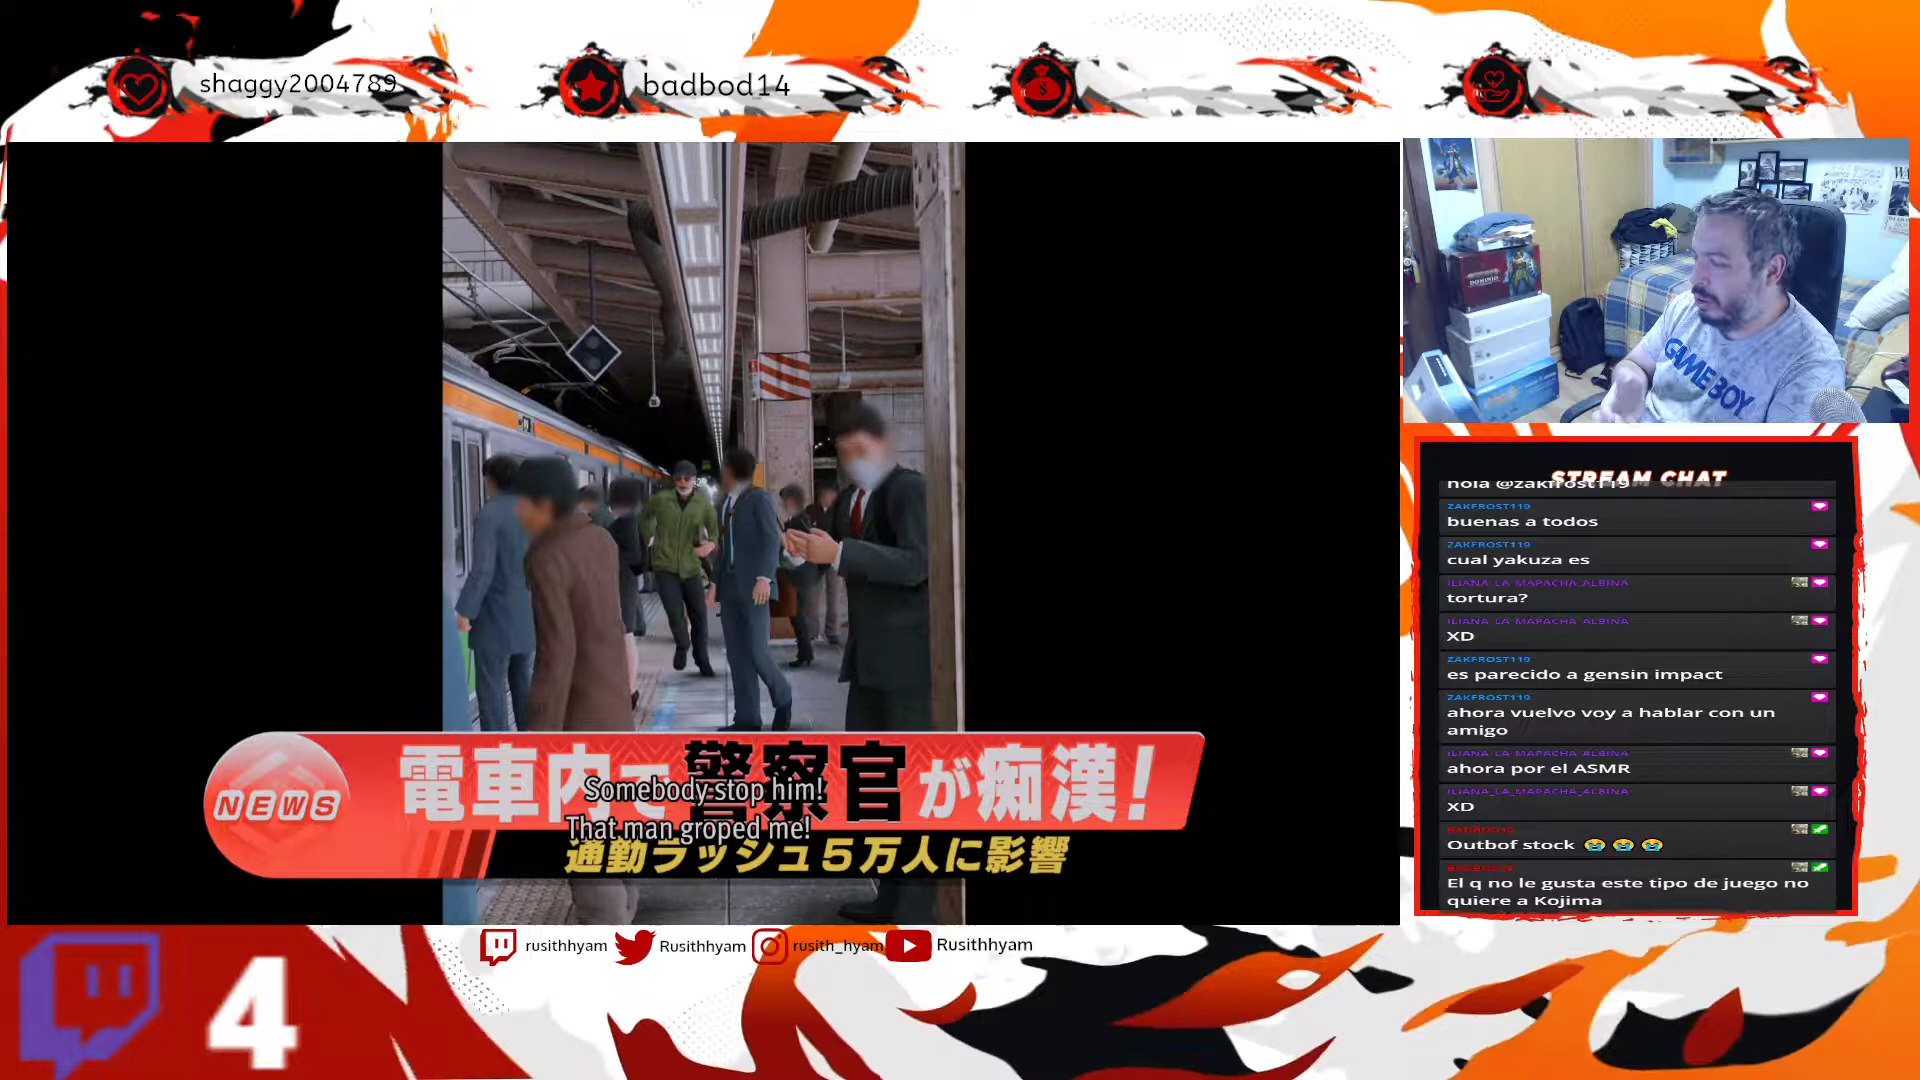 shaggy2004789
badbod14
NEWS
電車内で警察官が痴漢!
通勤ラッシュ5万人に影響
Somebody stop him!
That man groped me!
DOMINIO
GAME BOY
STREAM CHAT
hola @zakfrost119
ZAKFROST119
buenas a todos
ZAKFROST119
cual yakuza es
ILIANA_LA_MAPACHA_ALBINA
tortura?
ILIANA_LA_MAPACHA_ALBINA
XD
ZAKFROST119
es parecido a gensin impact
ZAKFROST119
ahora vuelvo voy a hablar con un
amigo
ILIANA_LA_MAPACHA_ALBINA
ahora por el ASMR
ILIANA_LA_MAPACHA_ALBINA
XD
BADBOD14
Outbof stock 😭 😭 😭
BADBOD14
El q no le gusta este tipo de juego no
quiere a Kojima
rusithhyam
Rusithhyam
rusith_hyam
Rusithhyam
4